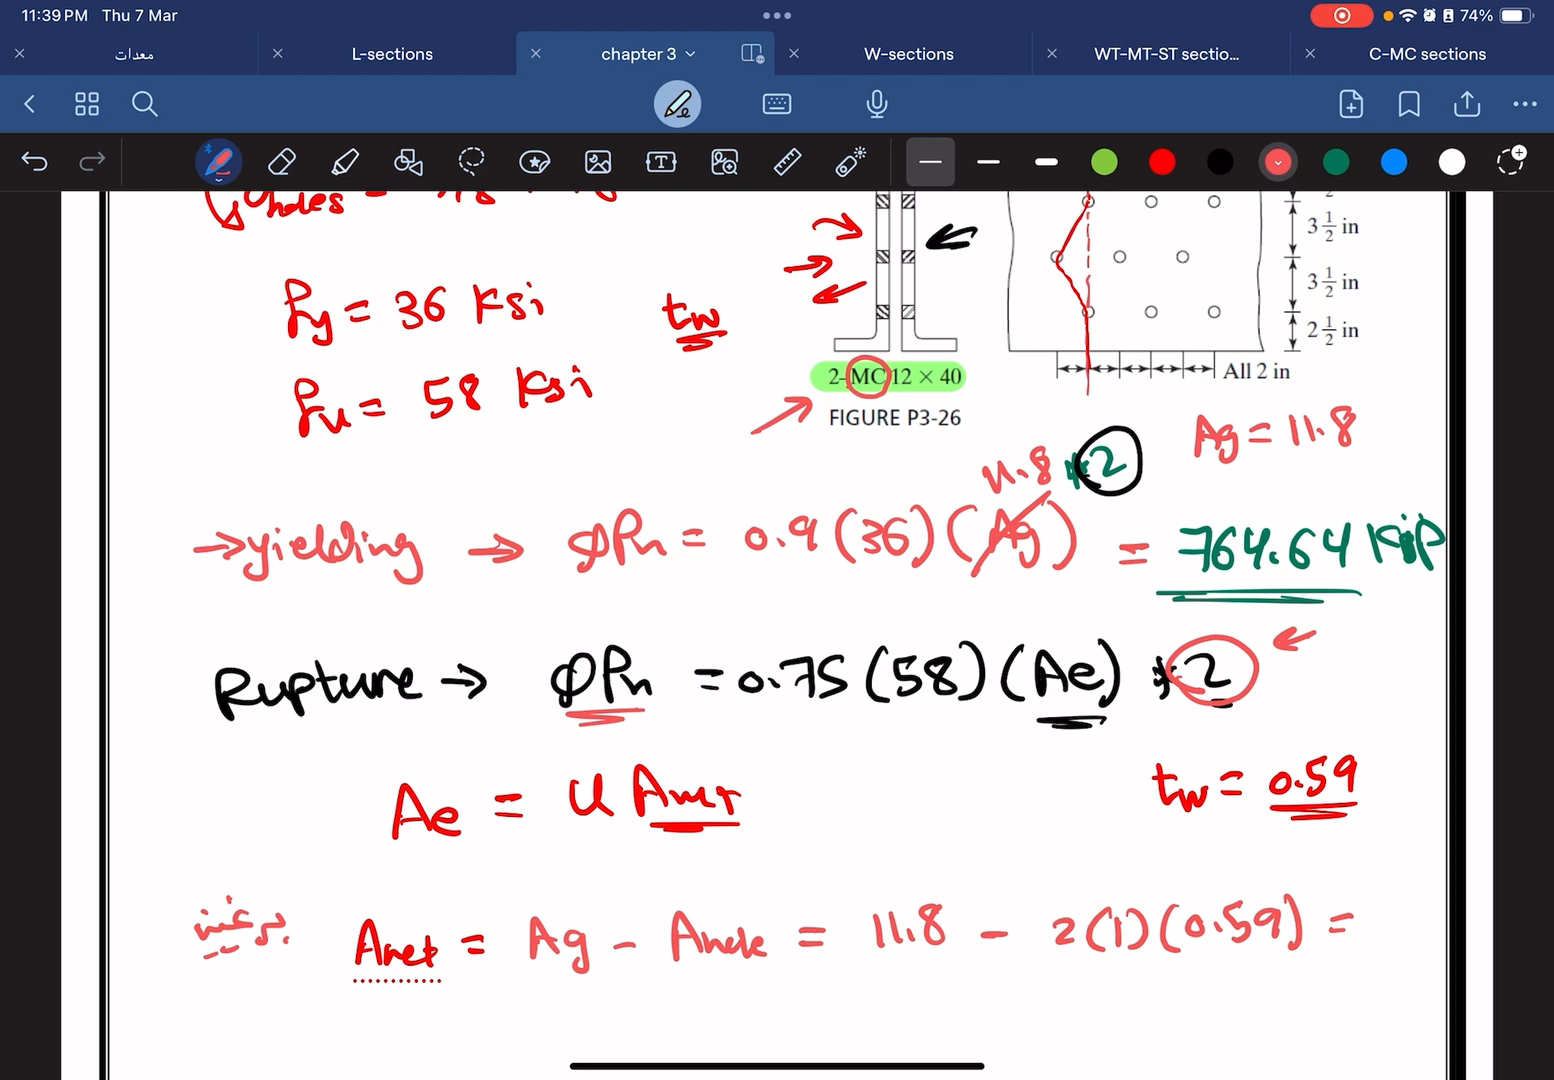 11:39 PM Thu 7 Mar
74%
معدات
L-sections
chapter 3
W-sections
WT-MT-ST sectio...
C-MC sections
holes =
Fy = 36 Ksi
tw
Fu = 58 Ksi
3 1/2 in
3 1/2 in
2 1/2 in
All 2 in
2-MC 12 × 40
FIGURE P3-26
Ag = 11.8
11.8 * 2
→ yielding → ØPn = 0.9 (36) (Ag) = 764.64 Kip
Rupture → ØPn = 0.75 (58) (Ae) * 2
Ae = U Anet
tw = 0.59
برغيين Anet = Ag - Ahole = 11.8 - 2(1)(0.59) =